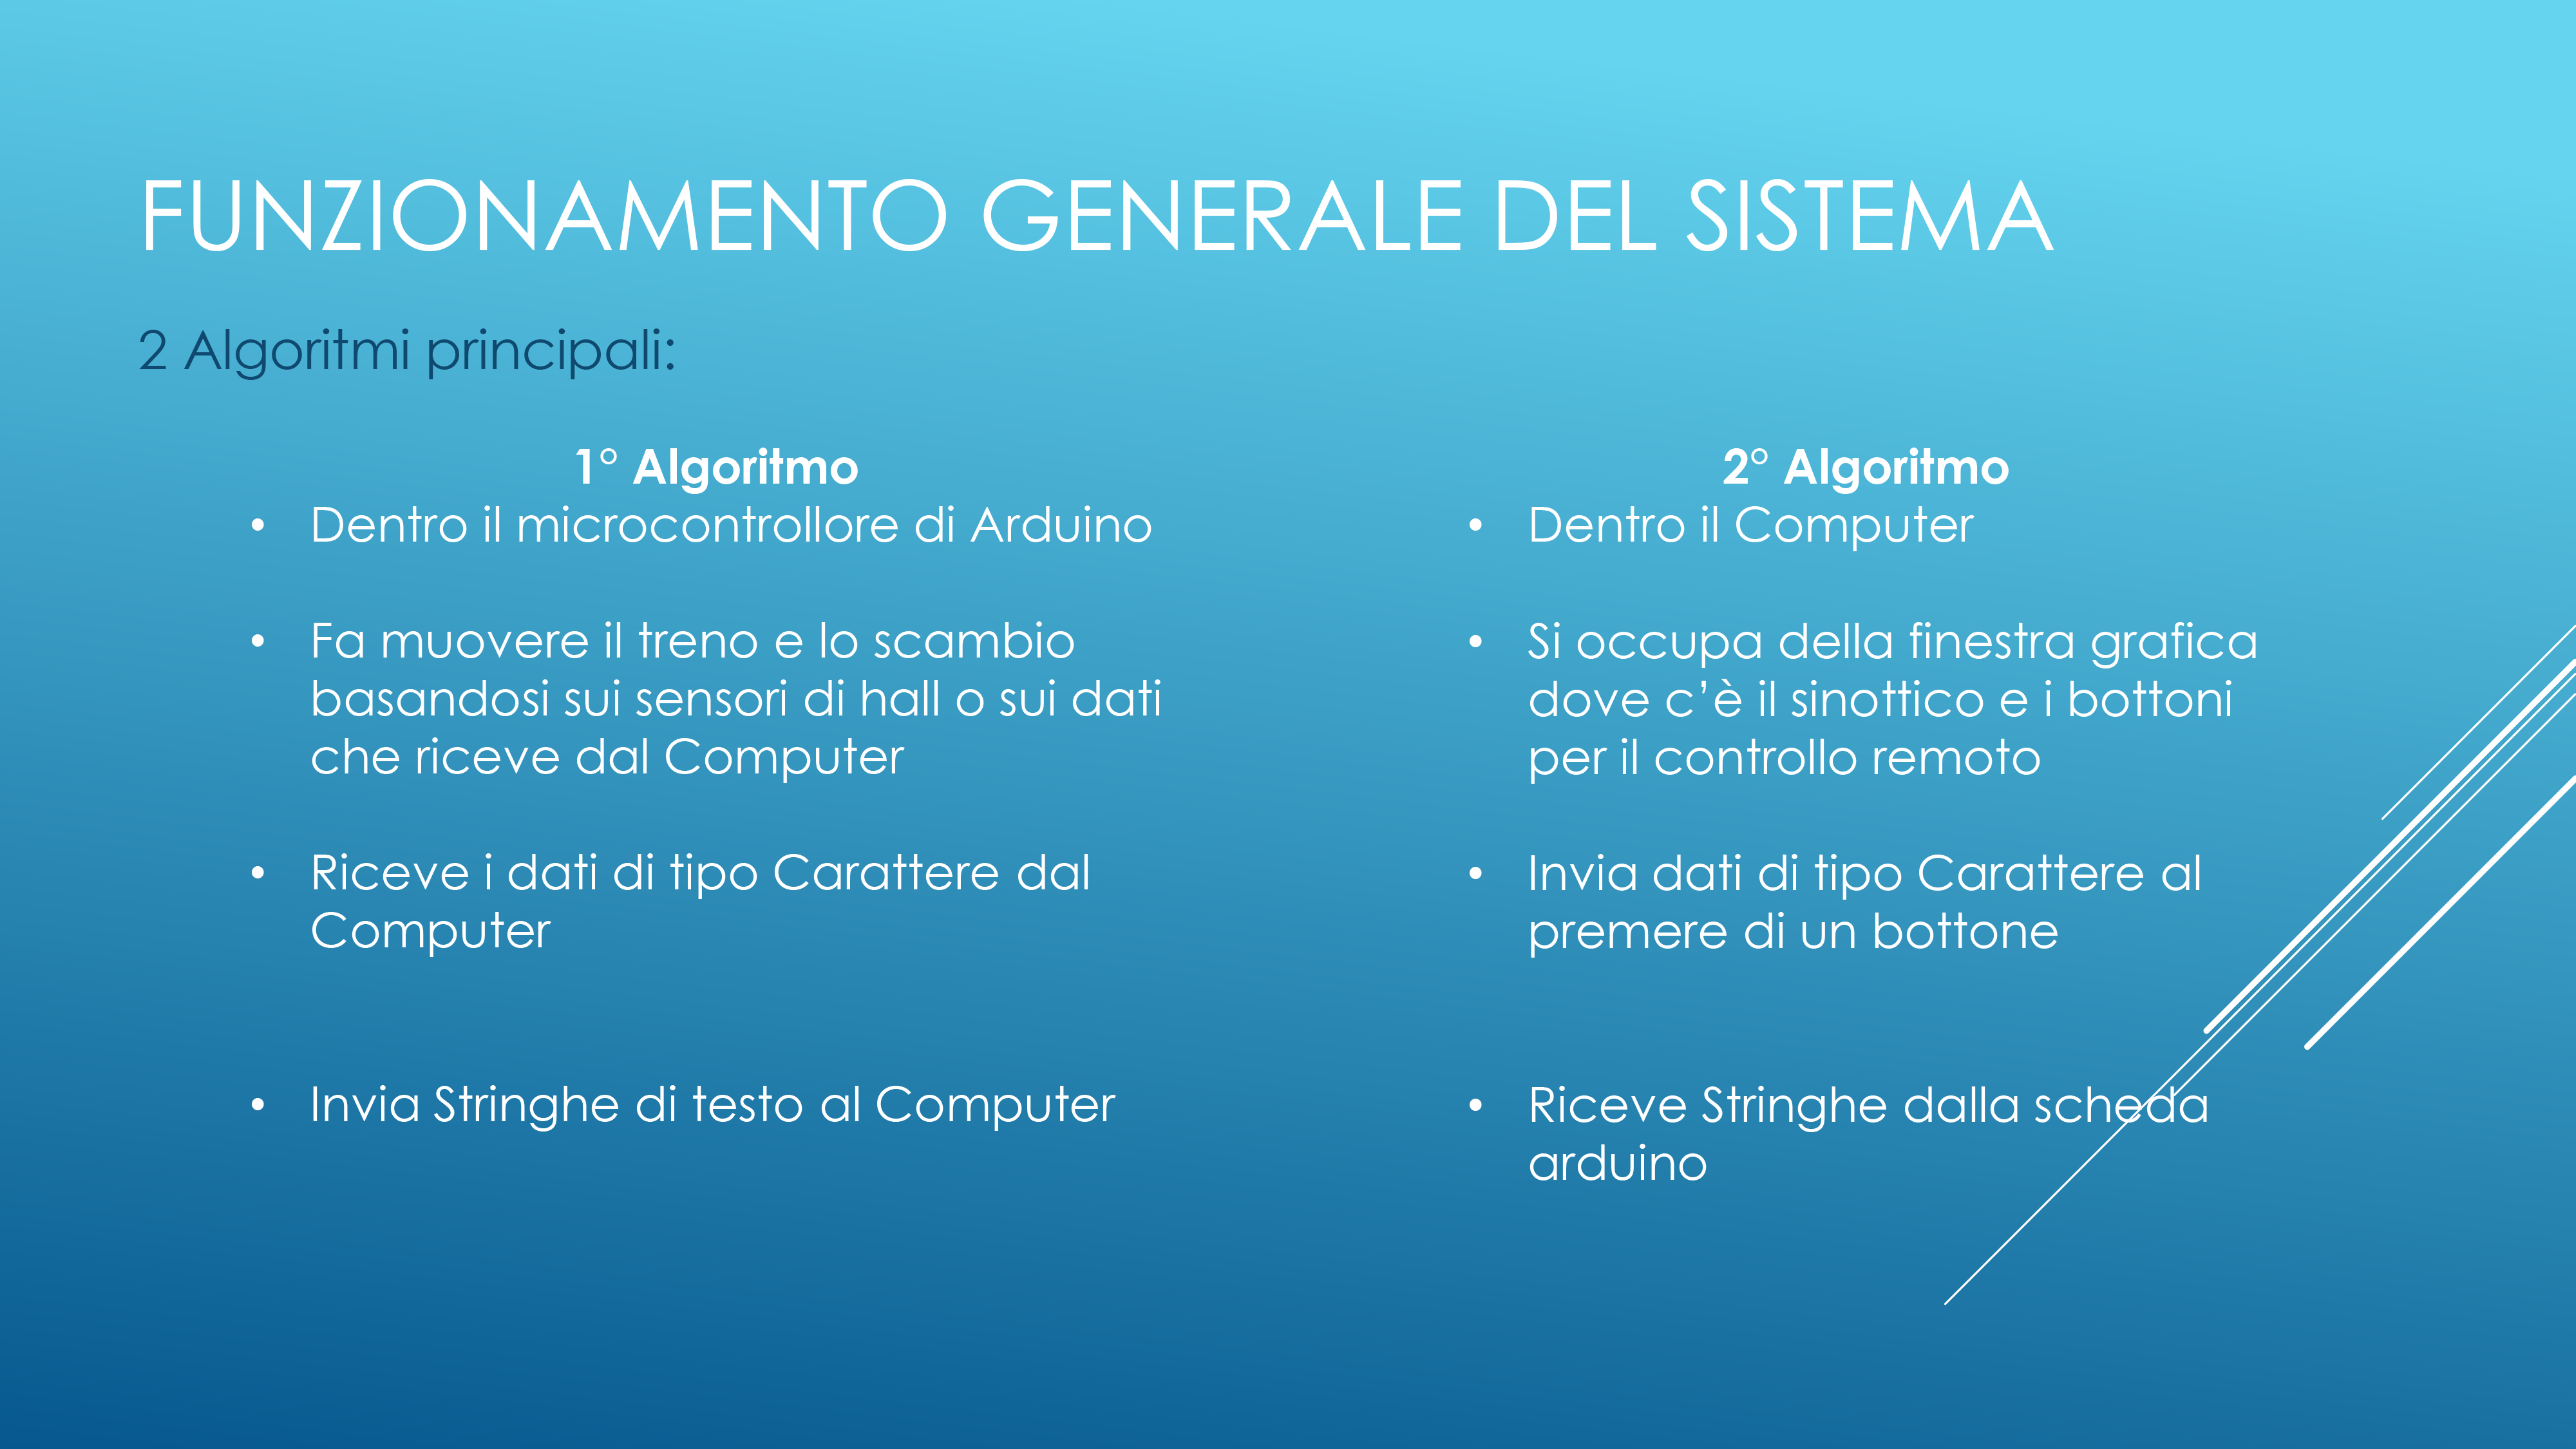 FUNZIONAMENTO GENERALE DEL SISTEMA
2 Algoritmi principali:
1° Algoritmo
• Dentro il microcontrollore di Arduino
• Fa muovere il treno e lo scambio
basandosi sui sensori di hall o sui dati
che riceve dal Computer
• Riceve i dati di tipo Carattere dal
Computer
• Invia Stringhe di testo al Computer
2° Algoritmo
• Dentro il Computer
• Si occupa della finestra grafica
dove c’è il sinottico e i bottoni
per il controllo remoto
• Invia dati di tipo Carattere al
premere di un bottone
• Riceve Stringhe dalla scheda
arduino